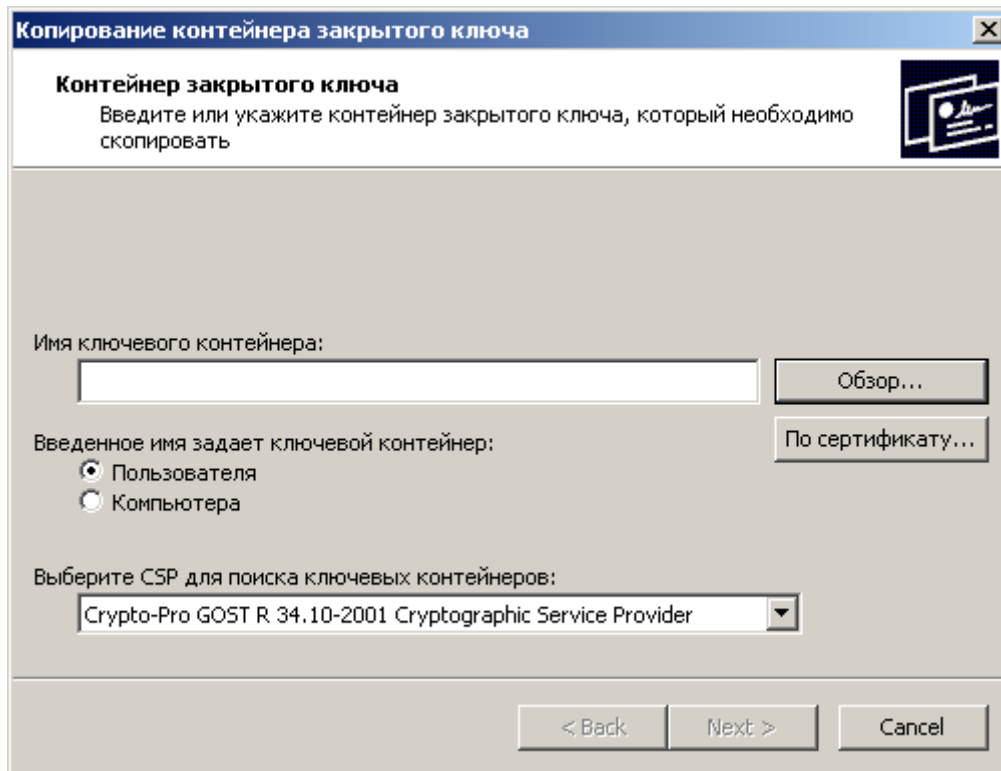 Копирование контейнера закрытого ключа
Контейнер закрытого ключа
Введите или укажите контейнер закрытого ключа, который необходимо
скопировать
Имя ключевого контейнера:
Обзор...
Введенное имя задает ключевой контейнер:
По сертификату...
Пользователя
Компьютера
Выберите CSP для поиска ключевых контейнеров:
Crypto-Pro GOST R 34.10-2001 Cryptographic Service Provider
< Back
Next >
Cancel